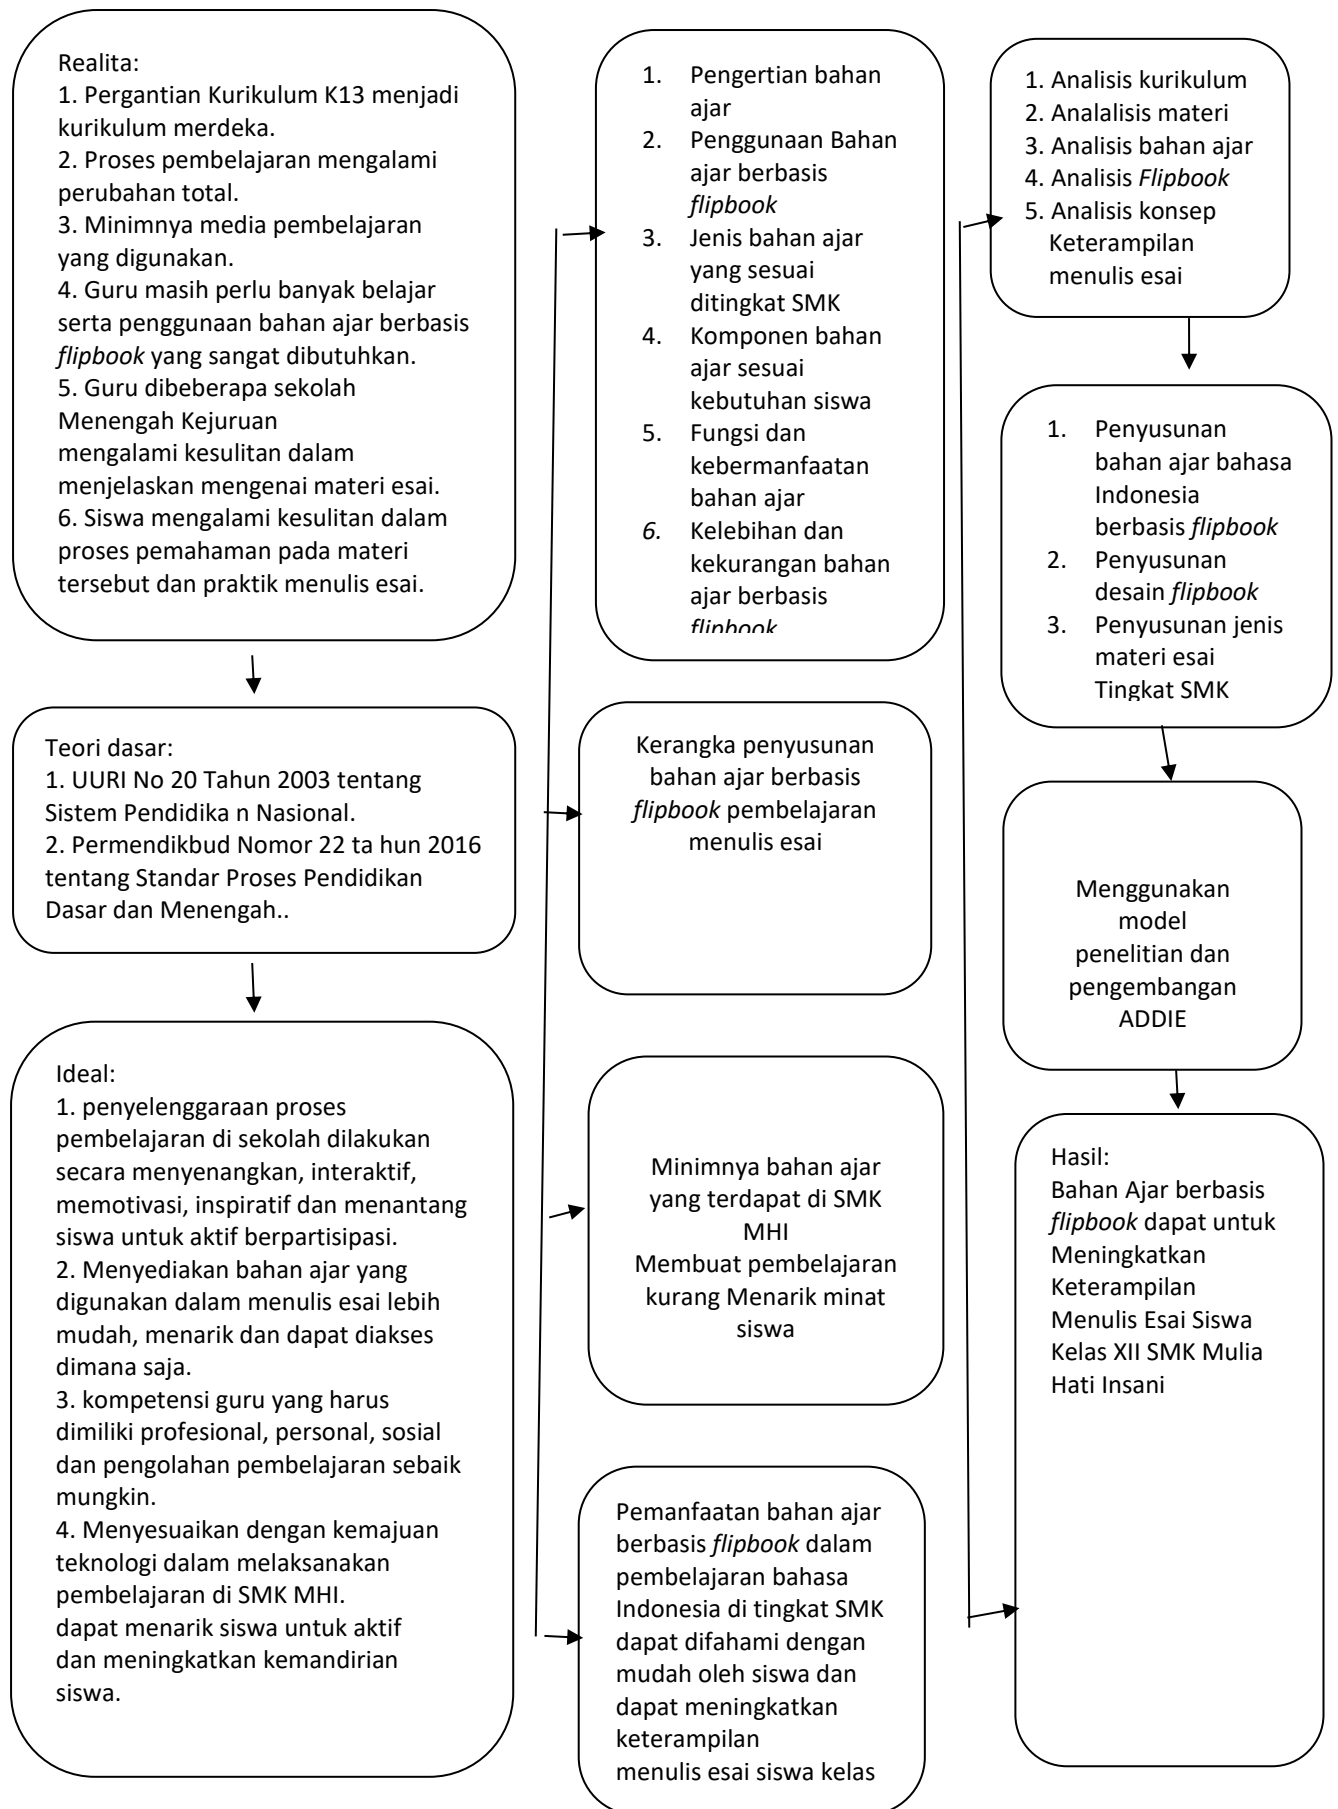 Realita:
1. Pergantian Kurikulum K13 menjadi
kurikulum merdeka.
2. Proses pembelajaran mengalami
perubahan total.
3. Minimnya media pembelajaran
yang digunakan.
4. Guru masih perlu banyak belajar
serta penggunaan bahan ajar berbasis
flipbook yang sangat dibutuhkan.
5. Guru dibeberapa sekolah
Menengah Kejuruan
mengalami kesulitan dalam
menjelaskan mengenai materi esai.
6. Siswa mengalami kesulitan dalam
proses pemahaman pada materi
tersebut dan praktik menulis esai.
Teori dasar:
1. UURI No 20 Tahun 2003 tentang
Sistem Pendidika n Nasional.
2. Permendikbud Nomor 22 ta hun 2016
tentang Standar Proses Pendidikan
Dasar dan Menengah..
Ideal:
1. penyelenggaraan proses
pembelajaran di sekolah dilakukan
secara menyenangkan, interaktif,
memotivasi, inspiratif dan menantang
siswa untuk aktif berpartisipasi.
2. Menyediakan bahan ajar yang
digunakan dalam menulis esai lebih
mudah, menarik dan dapat diakses
dimana saja.
3. kompetensi guru yang harus
dimiliki profesional, personal, sosial
dan pengolahan pembelajaran sebaik
mungkin.
4. Menyesuaikan dengan kemajuan
teknologi dalam melaksanakan
pembelajaran di SMK MHI.
dapat menarik siswa untuk aktif
dan meningkatkan kemandirian
siswa.
1. Pengertian bahan
ajar
2. Penggunaan Bahan
ajar berbasis
flipbook
3. Jenis bahan ajar
yang sesuai
ditingkat SMK
4. Komponen bahan
ajar sesuai
kebutuhan siswa
5. Fungsi dan
kebermanfaatan
bahan ajar
6. Kelebihan dan
kekurangan bahan
ajar berbasis
flipbook
Kerangka penyusunan
bahan ajar berbasis
flipbook pembelajaran
menulis esai
Minimnya bahan ajar
yang terdapat di SMK
MHI
Membuat pembelajaran
kurang Menarik minat
siswa
Pemanfaatan bahan ajar
berbasis flipbook dalam
pembelajaran bahasa
Indonesia di tingkat SMK
dapat difahami dengan
mudah oleh siswa dan
dapat meningkatkan
keterampilan
menulis esai siswa kelas
1. Analisis kurikulum
2. Analalisis materi
3. Analisis bahan ajar
4. Analisis Flipbook
5. Analisis konsep
Keterampilan
menulis esai
1. Penyusunan
bahan ajar bahasa
Indonesia
berbasis flipbook
2. Penyusunan
desain flipbook
3. Penyusunan jenis
materi esai
Tingkat SMK
Menggunakan
model
penelitian dan
pengembangan
ADDIE
Hasil:
Bahan Ajar berbasis
flipbook dapat untuk
Meningkatkan
Keterampilan
Menulis Esai Siswa
Kelas XII SMK Mulia
Hati Insani